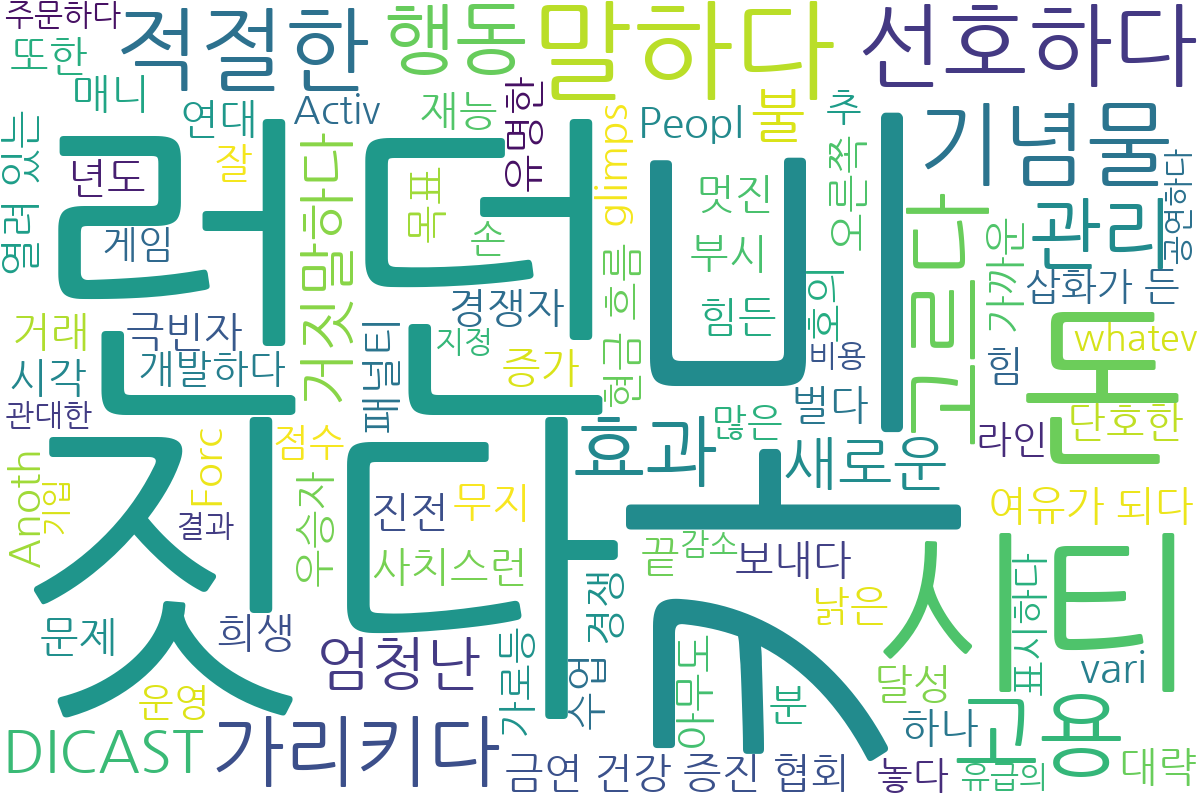 주문하다
또한
매니
적절한
행동
말하다
선호하다
열려 있는
년도
연대
잘
Activ
재능
유명한
glimps
Peopl
불
추
오른쪽
기념물
관리
공연하다
런던
게임
거짓말하다
목표
손
멋진
부시
힘든
카드
호의
고르다
가까운
삽화가 든
거래
극빈자
개발하다
시각
관대한
패널티
경쟁자
지정
증가
현금 흐름
비용
벌다
힘
돈
whatev
단호한
라인
짓다
점수
Forc
Anoth
기입
결과
우승자
진전
무지
사치스런
효과
많은
새로운
여유가 되다
끝
감소
보내다
낡은
시티
표시하다
문제
희생
운영
엄청난
가로등
수업
경쟁
아무도
분
달성
vari
하나
고용
DICAST
가리키다
금연 건강 증진 협회
놓다
유급의
대략